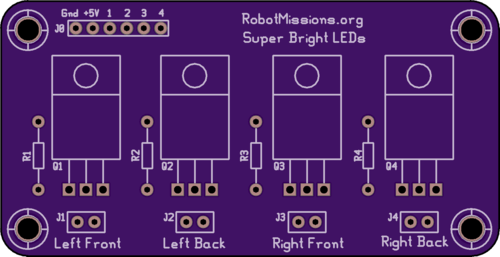 Gnd +5V 1 2 3 4
J0
RobotMissions.org
Super Bright LEDs
R1
Q1
R2
Q2
R3
Q3
R4
Q4
J1
J2
J3
J4
Left Front
Left Back
Right Front
Right Back